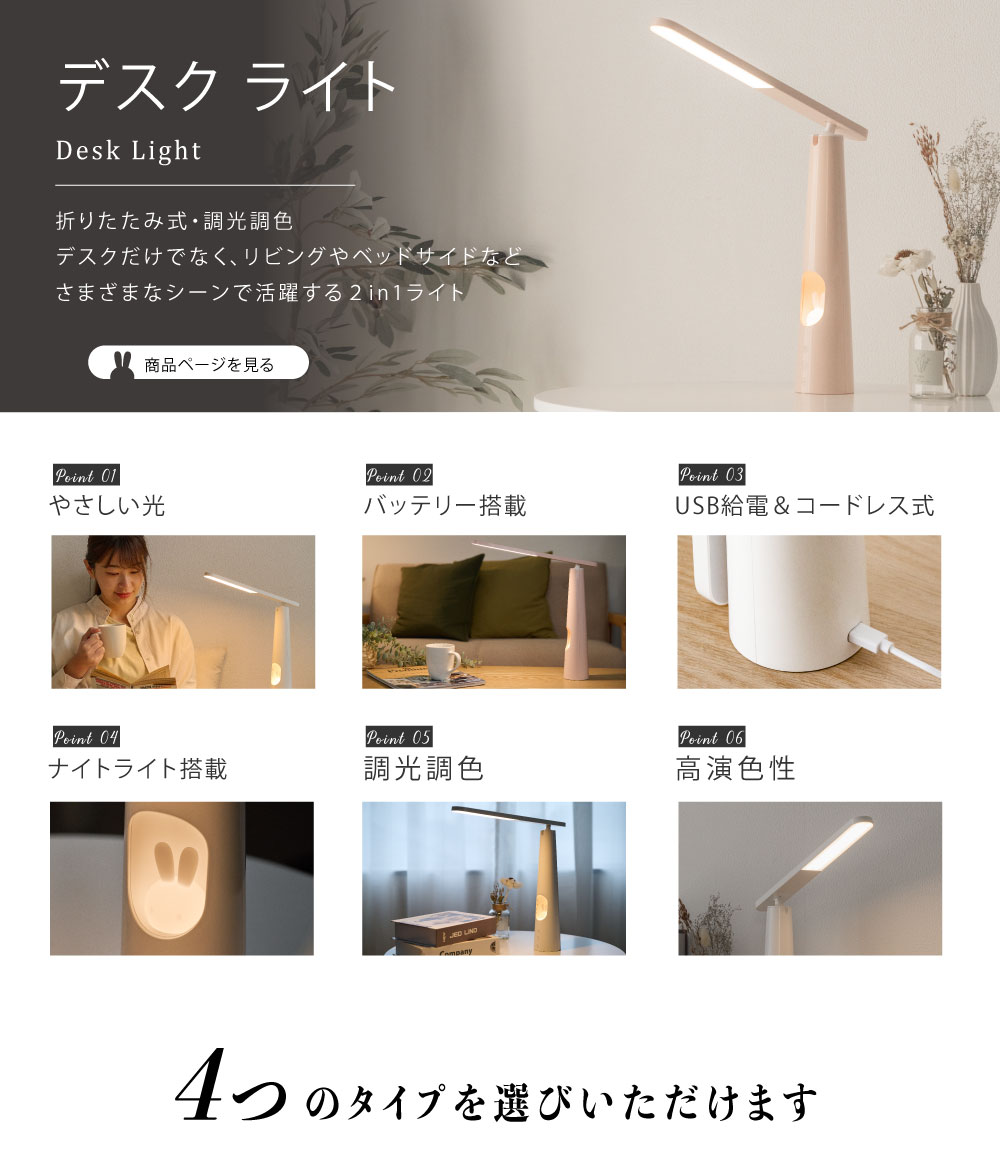 デスク ライト
Desk Light
折りたたみ式・調光調色
デスクだけでなく、リビングやベッドサイドなど
さまざまなシーンで活躍する2in1ライト
商品ページを見る
Point 01
やさしい光
Point 02
バッテリー搭載
Point 03
USB給電&コードレス式
Point 04
ナイトライト搭載
Point 05
調光調色
JED LIND
Company
Point 06
高演色性
4つのタイプを選びいただけます